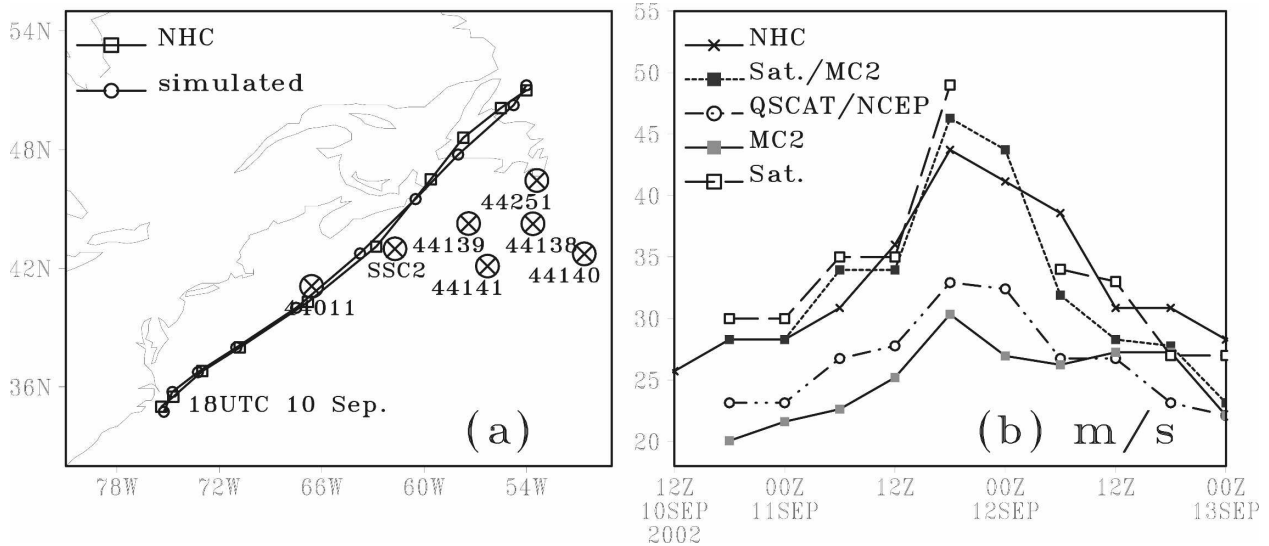 54N
48N
42N
36N
NHC
simulated
44251
44139
44138
SSC2
44140
44141
44011
18UTC 10 Sep.
(a)
78W
72W
66W
60W
54W
55
50
45
40
35
30
25
20
NHC
Sat./MC2
QSCAT/NCEP
MC2
Sat.
(b) m/s
12Z
10SEP
2002
00Z
11SEP
12Z
00Z
12SEP
12Z
00Z
13SEP